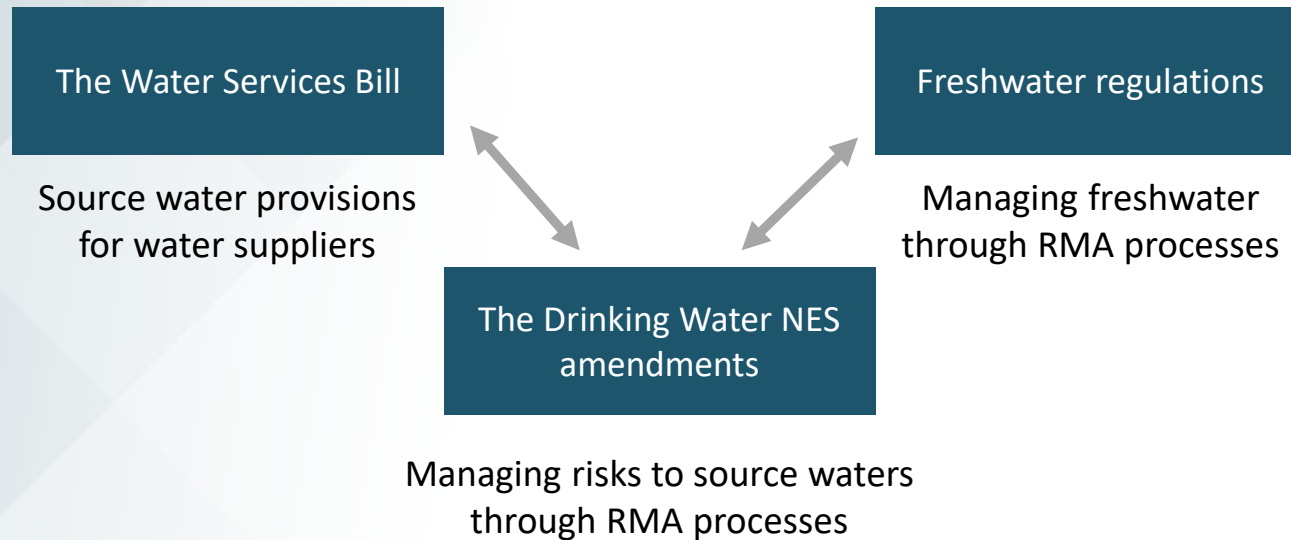 The Water Services Bill
Source water provisions
for water suppliers
Freshwater regulations
Managing freshwater
through RMA processes
The Drinking Water NES
amendments
Managing risks to source waters
through RMA processes